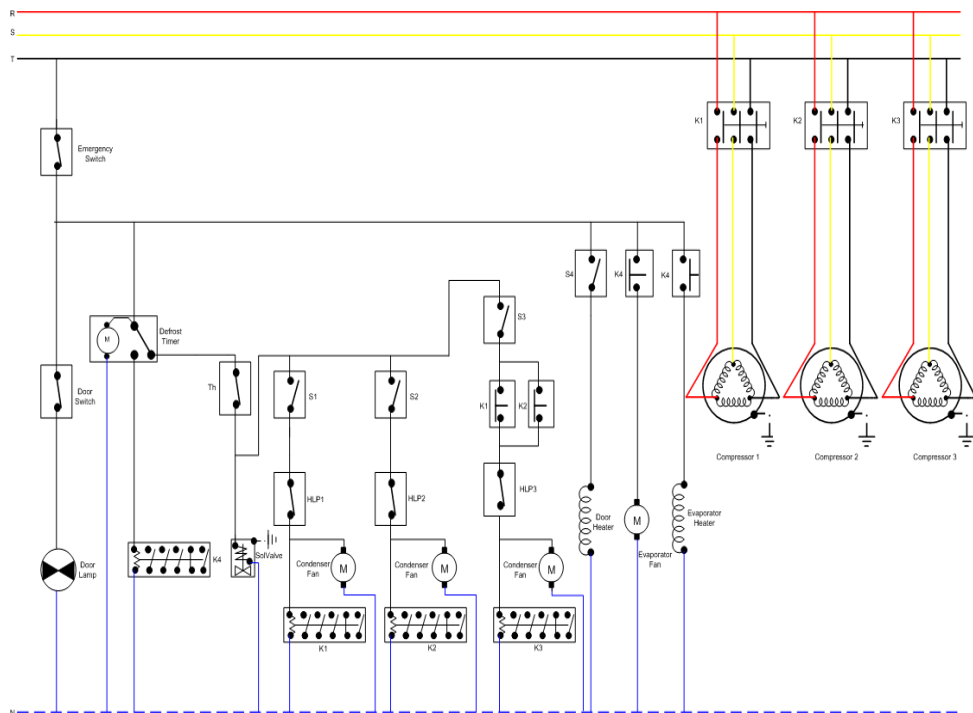 R
S
T
K1
K2
K3
Emergency
Switch
S4
K4
K4
S3
M
Defrost
Timer
Door
Switch
Th
S1
S2
K1
K2
Compressor 1
Compressor 2
Compressor 3
HLP1
HLP2
HLP3
Door
Heater
M
Evaporator
Heater
Evaporator
Fan
Door
Lamp
K4
SolValve
Condenser
Fan
M
Condenser
Fan
M
Condenser
Fan
M
K1
K2
K3
N